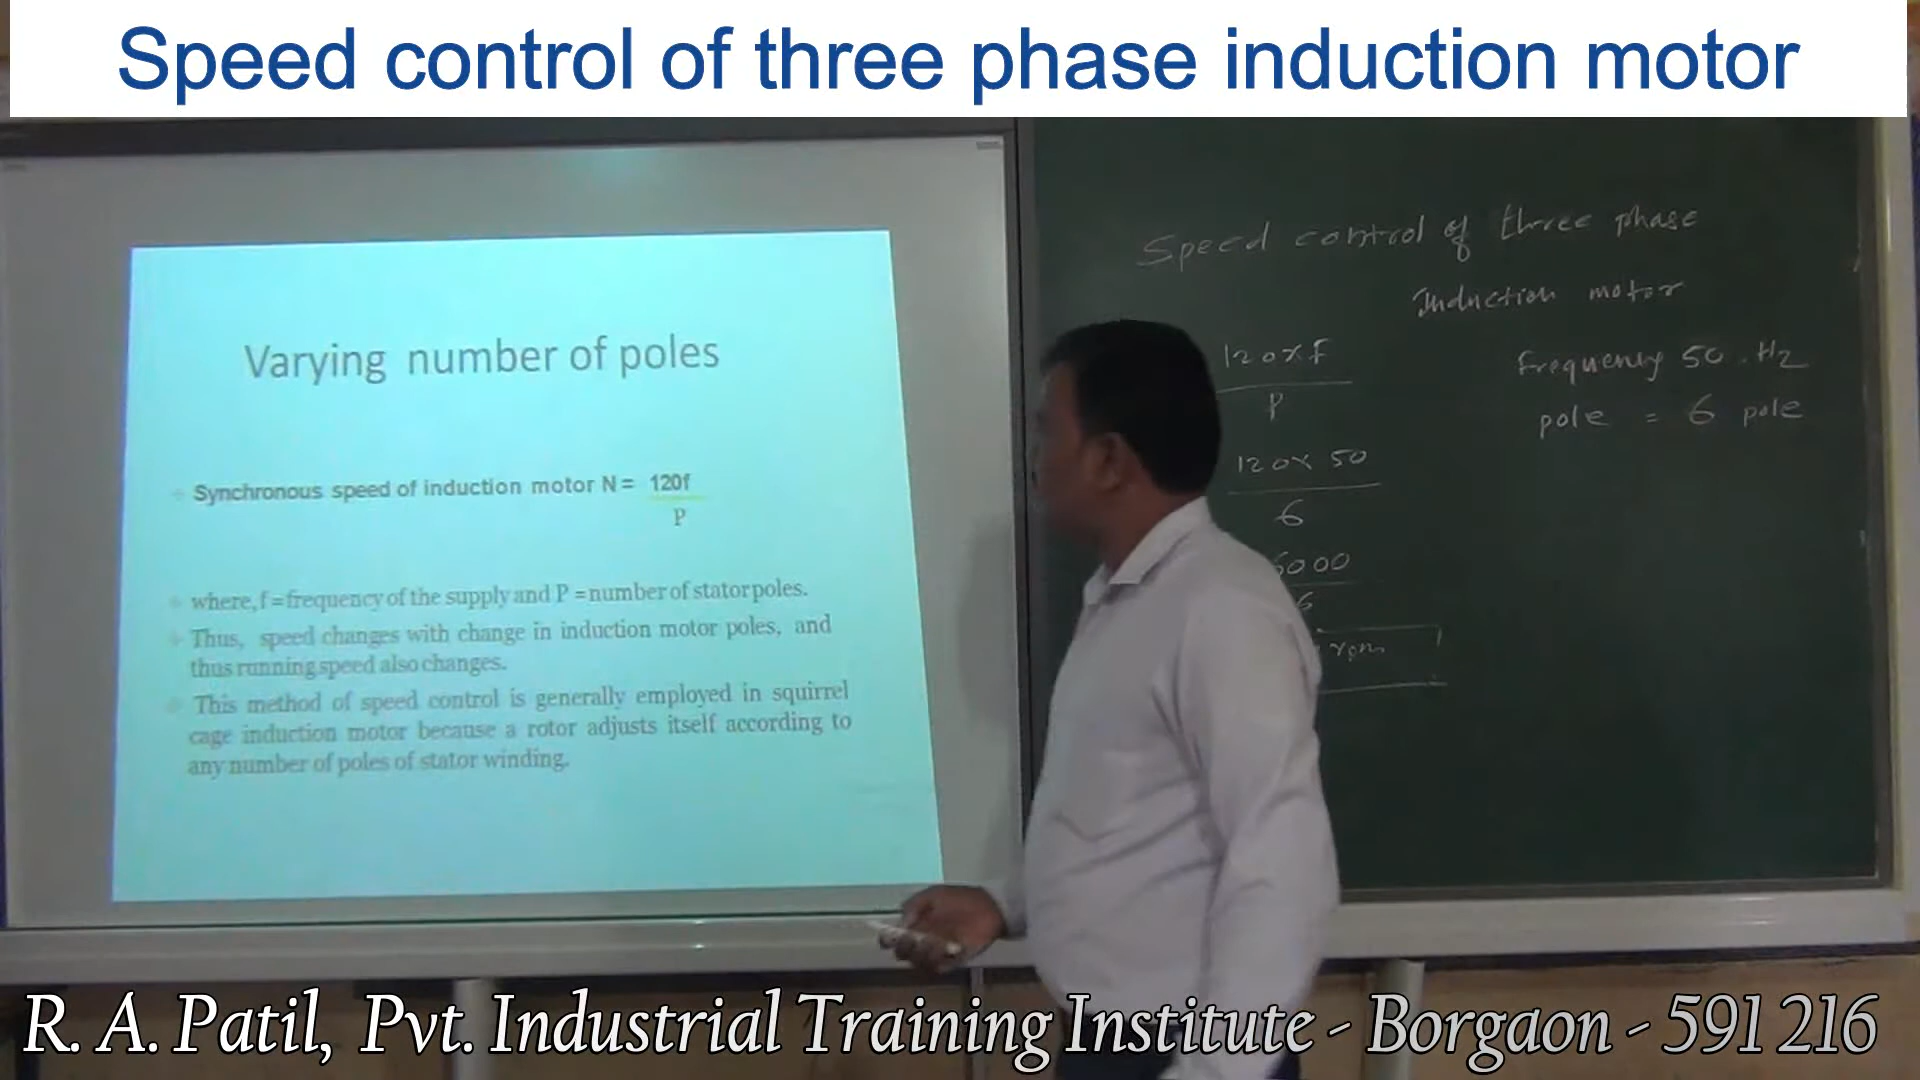 Speed control of three phase induction motor
Varying number of poles
Synchronous speed of induction motor N = 120f
P
where, f = frequency of the supply and P = number of stator poles.
Thus, speed changes with change in induction motor poles, and
thus running speed also changes.
This method of speed control is generally employed in squirrel
cage induction motor because a rotor adjusts itself according to
any number of poles of stator winding.
Speed control of three phase
Induction motor
120xf
P
frequency 50. Hz
pole = 6 pole
120x 50
6
6000
6
rpm
R. A. Patil, Pvt. Industrial Training Institute - Borgaon - 591 216